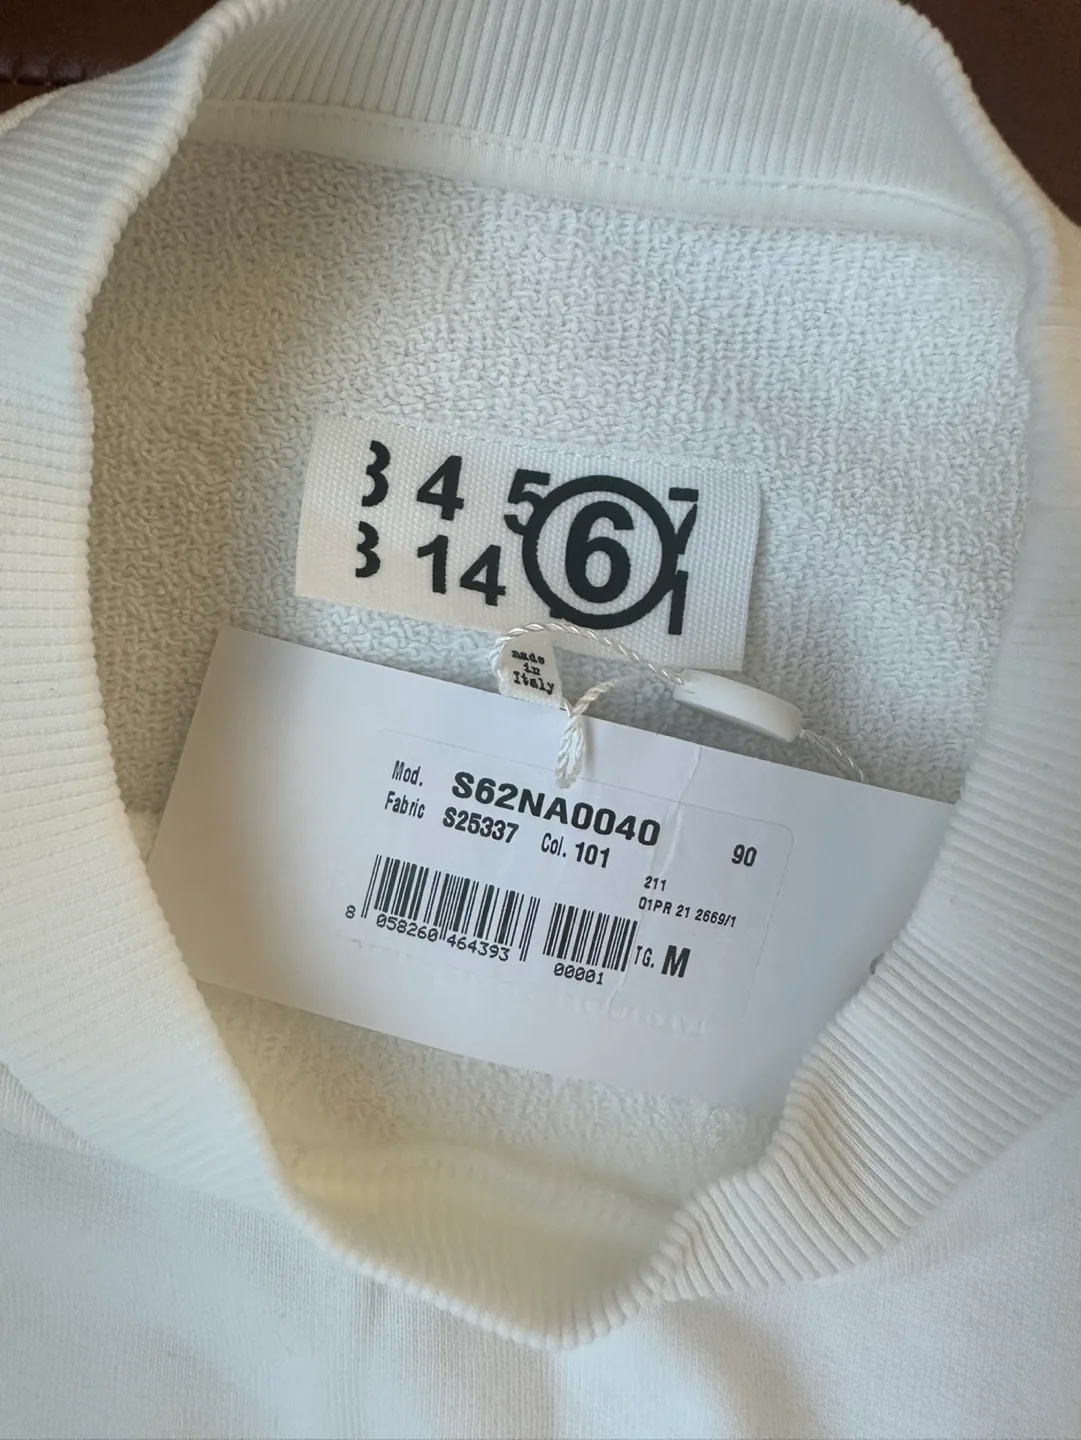 3 4 5 6 7
3 14 1
made
in
Italy
Mod. S62NA0040 90
Fabric S25337 Col. 101
211
01PR 21 2669/1
8 058260 464393 00001 TG. M